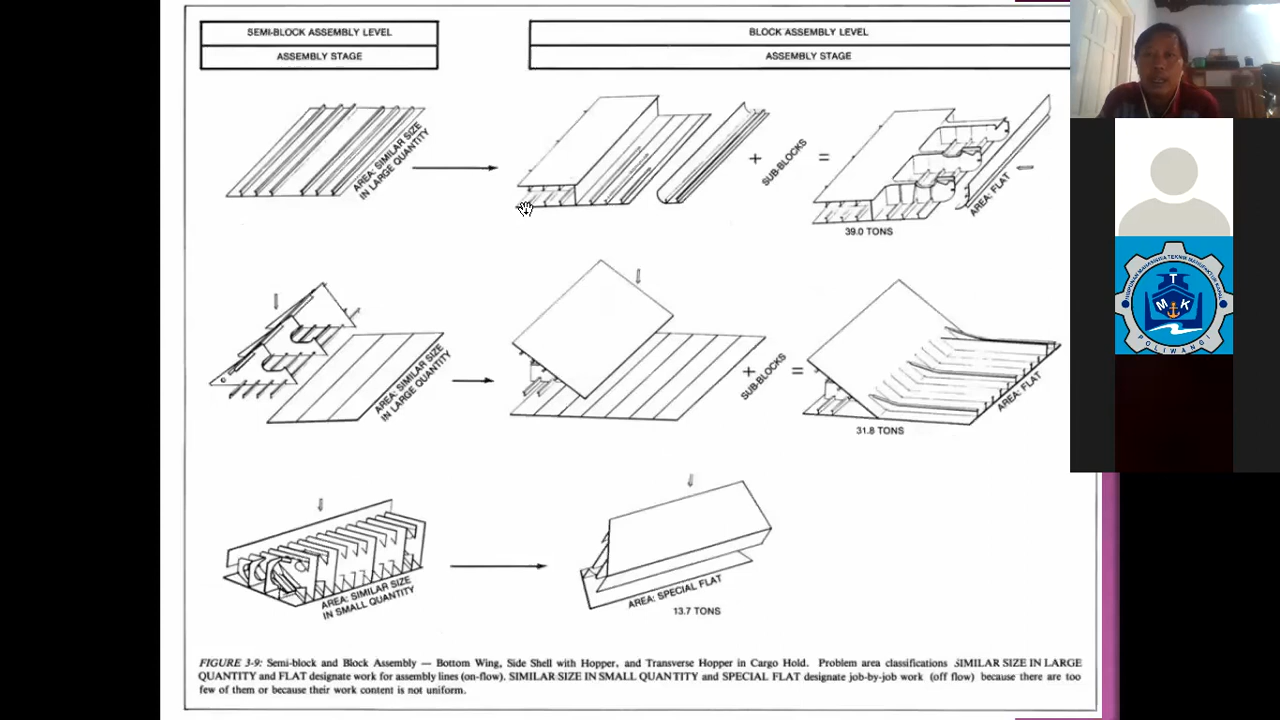 SEMI-BLOCK ASSEMBLY LEVEL
ASSEMBLY STAGE
BLOCK ASSEMBLY LEVEL
ASSEMBLY STAGE
AREA: SIMILAR SIZE
IN LARGE QUANTITY
+
SUB-BLOCKS
=
AREA: FLAT
39.0 TONS
AREA: SIMILAR SIZE
IN LARGE QUANTITY
+
SUB-BLOCKS
=
AREA: FLAT
31.8 TONS
AREA: SIMILAR SIZE
IN SMALL QUANTITY
AREA: SPECIAL FLAT
13.7 TONS
FIGURE 3-9: Semi-block and Block Assembly — Bottom Wing, Side Shell with Hopper, and Transverse Hopper in Cargo Hold. Problem area classifications SIMILAR SIZE IN LARGE
QUANTITY and FLAT designate work for assembly lines (on-flow). SIMILAR SIZE IN SMALL QUANTITY and SPECIAL FLAT designate job-by-job work (off flow) because there are too
few of them or because their work content is not uniform.
HIMPUNAN MAHASISWA TEKNIK MANUFAKTUR KAPAL
T
M K
POLIWANGI